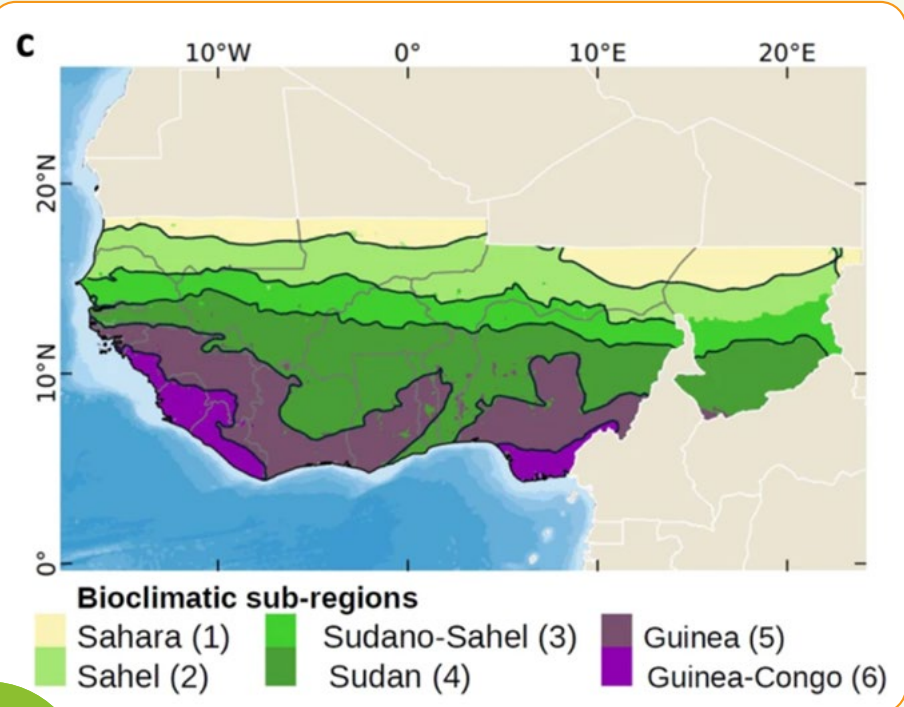 c
10°W 0° 10°E 20°E
20°N
10°N
0°
Bioclimatic sub-regions
Sahara (1) Sudano-Sahel (3) Guinea (5)
Sahel (2) Sudan (4) Guinea-Congo (6)